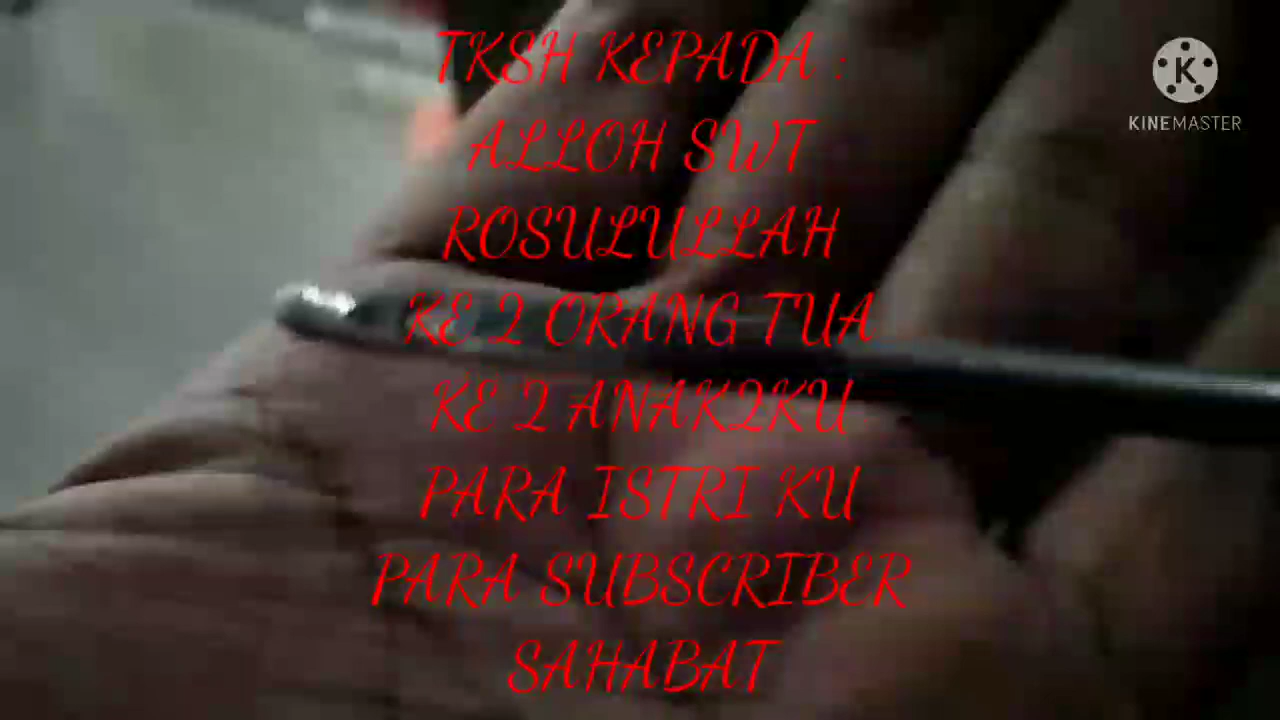 TKSH KEPADA :
ALLOH SWT
ROSULULLAH
KE 2 ORANG TUA
KE 2 ANAK2KU
PARA ISTRI KU
PARA SUBSCRIBER
SAHABAT
K
KINEMASTER